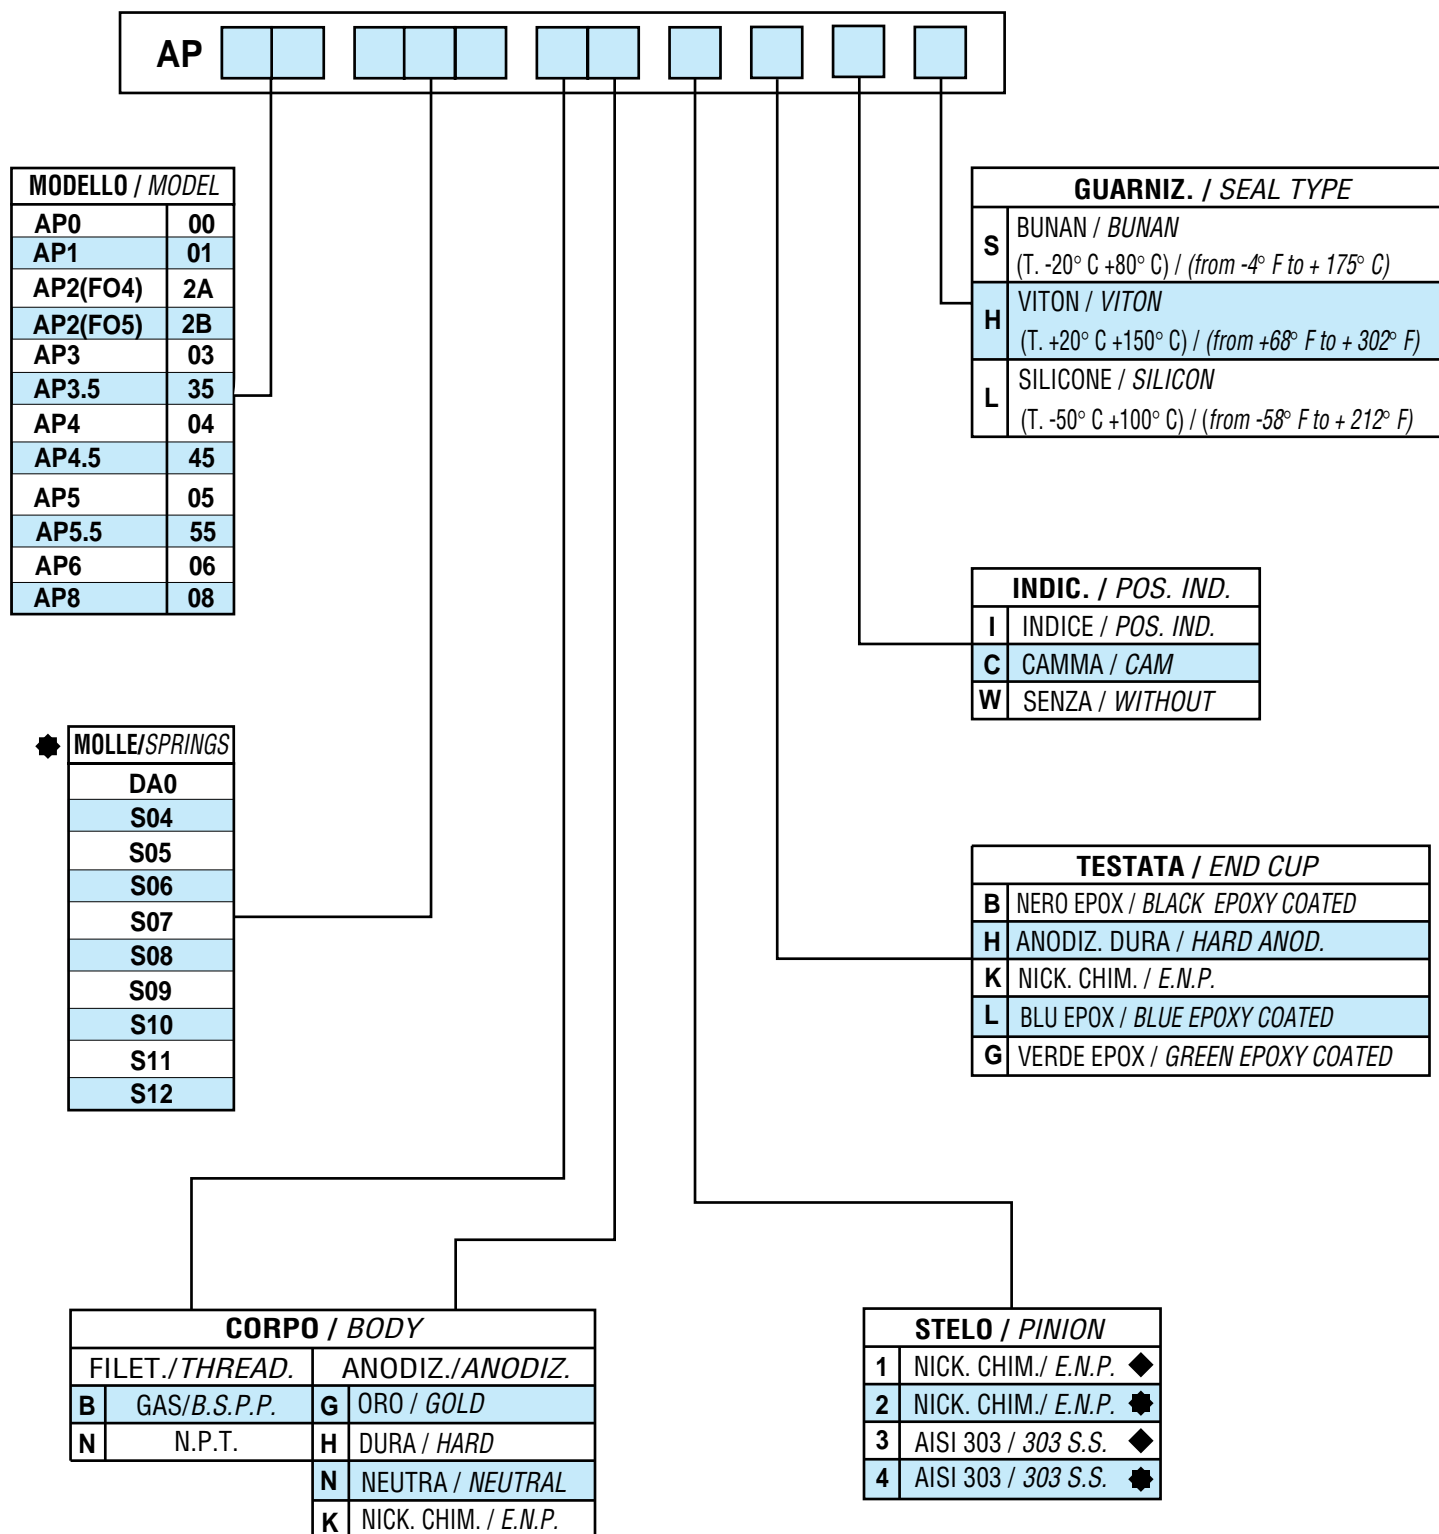 AP
MODELLO / MODEL
AP0 00
AP1 01
AP2(FO4) 2A
AP2(FO5) 2B
AP3 03
AP3.5 35
AP4 04
AP4.5 45
AP5 05
AP5.5 55
AP6 06
AP8 08
GUARNIZ. / SEAL TYPE
S BUNAN / BUNAN
(T. -20° C +80° C) / (from -4° F to + 175° C)
H VITON / VITON
(T. +20° C +150° C) / (from +68° F to + 302° F)
L SILICONE / SILICON
(T. -50° C +100° C) / (from -58° F to + 212° F)
INDIC. / POS. IND.
I INDICE / POS. IND.
C CAMMA / CAM
W SENZA / WITHOUT
MOLLE/SPRINGS
DA0
S04
S05
S06
S07
S08
S09
S10
S11
S12
TESTATA / END CUP
B NERO EPOX / BLACK EPOXY COATED
H ANODIZ. DURA / HARD ANOD.
K NICK. CHIM. / E.N.P.
L BLU EPOX / BLUE EPOXY COATED
G VERDE EPOX / GREEN EPOXY COATED
CORPO / BODY
FILET./THREAD. ANODIZ./ANODIZ.
B GAS/B.S.P.P. G ORO / GOLD
N N.P.T. H DURA / HARD
N NEUTRA / NEUTRAL
K NICK. CHIM. / E.N.P.
STELO / PINION
1 NICK. CHIM./ E.N.P.
2 NICK. CHIM./ E.N.P.
3 AISI 303 / 303 S.S.
4 AISI 303 / 303 S.S.